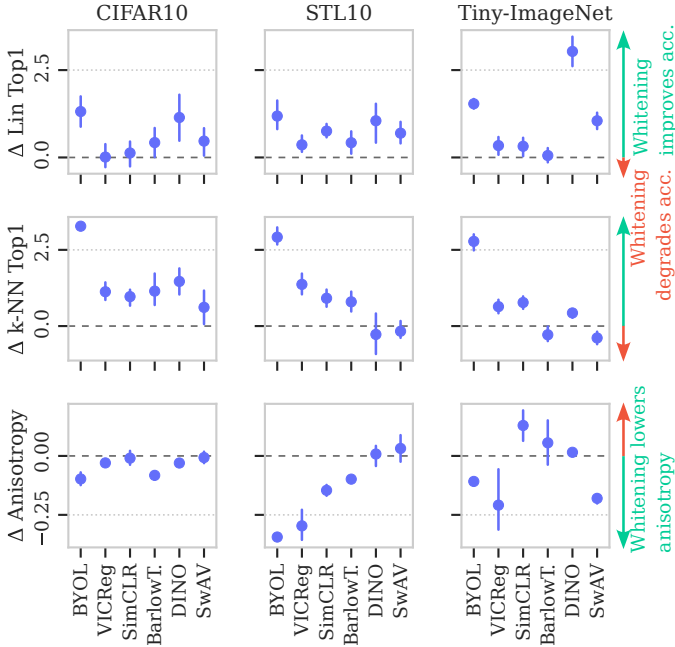 CIFAR10
STL10
Tiny-ImageNet
Δ Lin Top1
2.5
0.0
Whitening
improves acc.
Δ k-NN Top1
2.5
0.0
Whitening
degrades acc.
Δ Anisotropy
0.00
−0.25
Whitening lowers
anisotropy
BYOL
VICReg
SimCLR
BarlowT.
DINO
SwAV
BYOL
VICReg
SimCLR
BarlowT.
DINO
SwAV
BYOL
VICReg
SimCLR
BarlowT.
DINO
SwAV